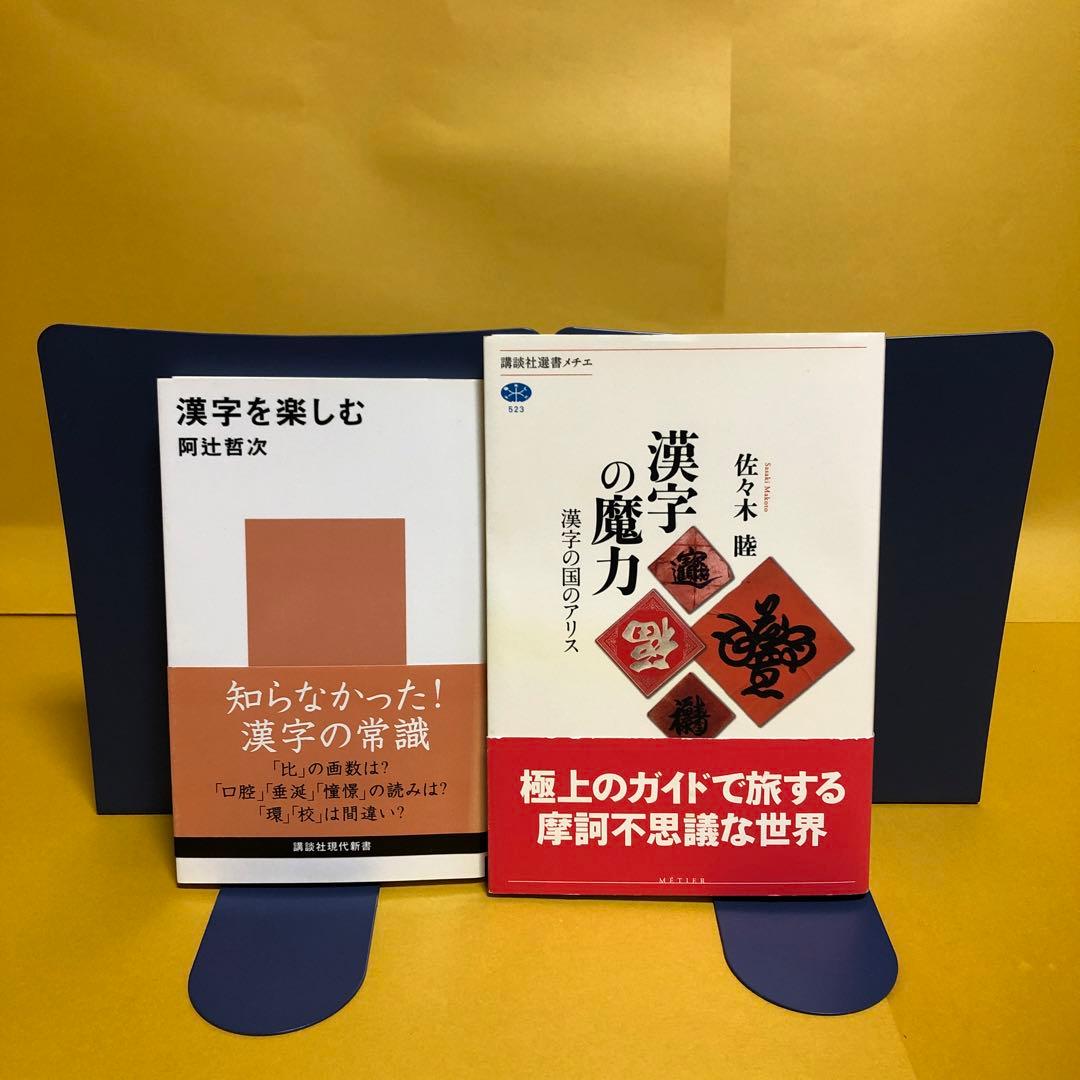 漢字を楽しむ
阿辻哲次
知らなかった!
漢字の常識
「比」の画数は?
「口腔」「垂涎」「憧憬」の読みは?
「環」「校」は間違い?
講談社現代新書
講談社選書メチエ
523
漢字
の魔力
漢字の国のアリス
佐々木 睦
Sasaki Makoto
福
極上のガイドで旅する
摩訶不思議な世界
MÉTIER